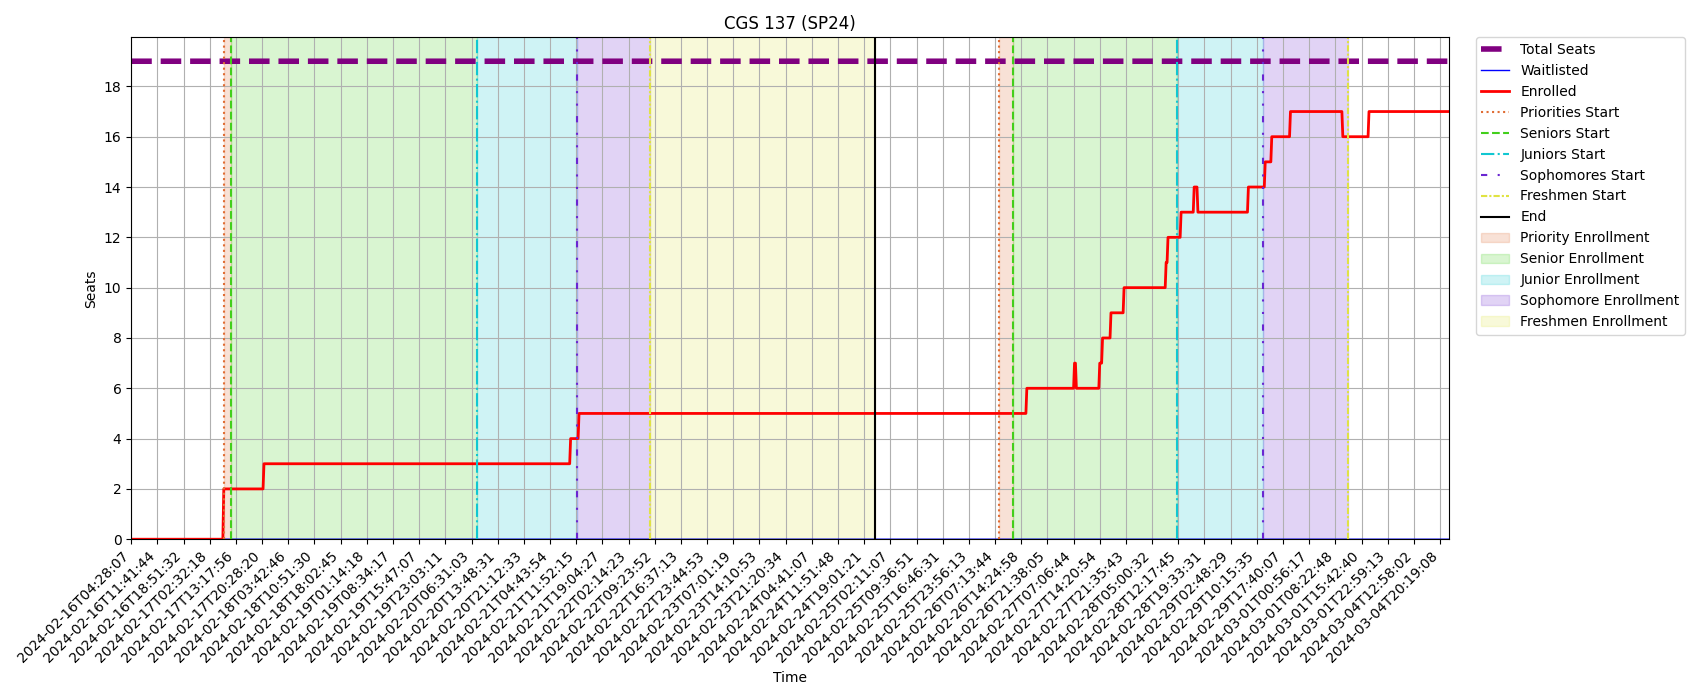 CGS 137 (SP24)
Total Seats
Waitlisted
Enrolled
Priorities Start
Seniors Start
Juniors Start
Sophomores Start
Freshmen Start
End
Priority Enrollment
Senior Enrollment
Junior Enrollment
Sophomore Enrollment
Freshmen Enrollment
Seats
18
16
14
12
10
8
6
4
2
0
2024-02-16T04:28:07
2024-02-16T11:41:44
2024-02-16T18:51:32
2024-02-17T02:32:18
2024-02-17T13:17:56
2024-02-17T20:28:20
2024-02-18T03:42:46
2024-02-18T10:51:30
2024-02-18T18:02:45
2024-02-19T01:14:18
2024-02-19T08:34:17
2024-02-19T15:47:07
2024-02-19T23:03:11
2024-02-20T06:31:03
2024-02-20T13:48:31
2024-02-20T21:12:33
2024-02-21T04:43:54
2024-02-21T11:52:15
2024-02-21T19:04:27
2024-02-22T02:14:23
2024-02-22T09:23:52
2024-02-22T16:37:13
2024-02-22T23:44:53
2024-02-23T07:01:19
2024-02-23T14:10:53
2024-02-23T21:20:34
2024-02-24T04:41:07
2024-02-24T11:51:48
2024-02-24T19:01:21
2024-02-25T02:11:07
2024-02-25T09:36:51
2024-02-25T16:46:31
2024-02-25T23:56:13
2024-02-26T07:13:44
2024-02-26T14:24:58
2024-02-26T21:38:05
2024-02-27T07:06:44
2024-02-27T14:20:54
2024-02-27T21:35:43
2024-02-28T05:00:32
2024-02-28T12:17:45
2024-02-28T19:33:31
2024-02-29T02:48:29
2024-02-29T10:15:35
2024-02-29T17:40:07
2024-03-01T00:56:17
2024-03-01T08:22:48
2024-03-01T15:42:40
2024-03-01T22:59:13
2024-03-04T12:58:02
2024-03-04T20:19:08
Time